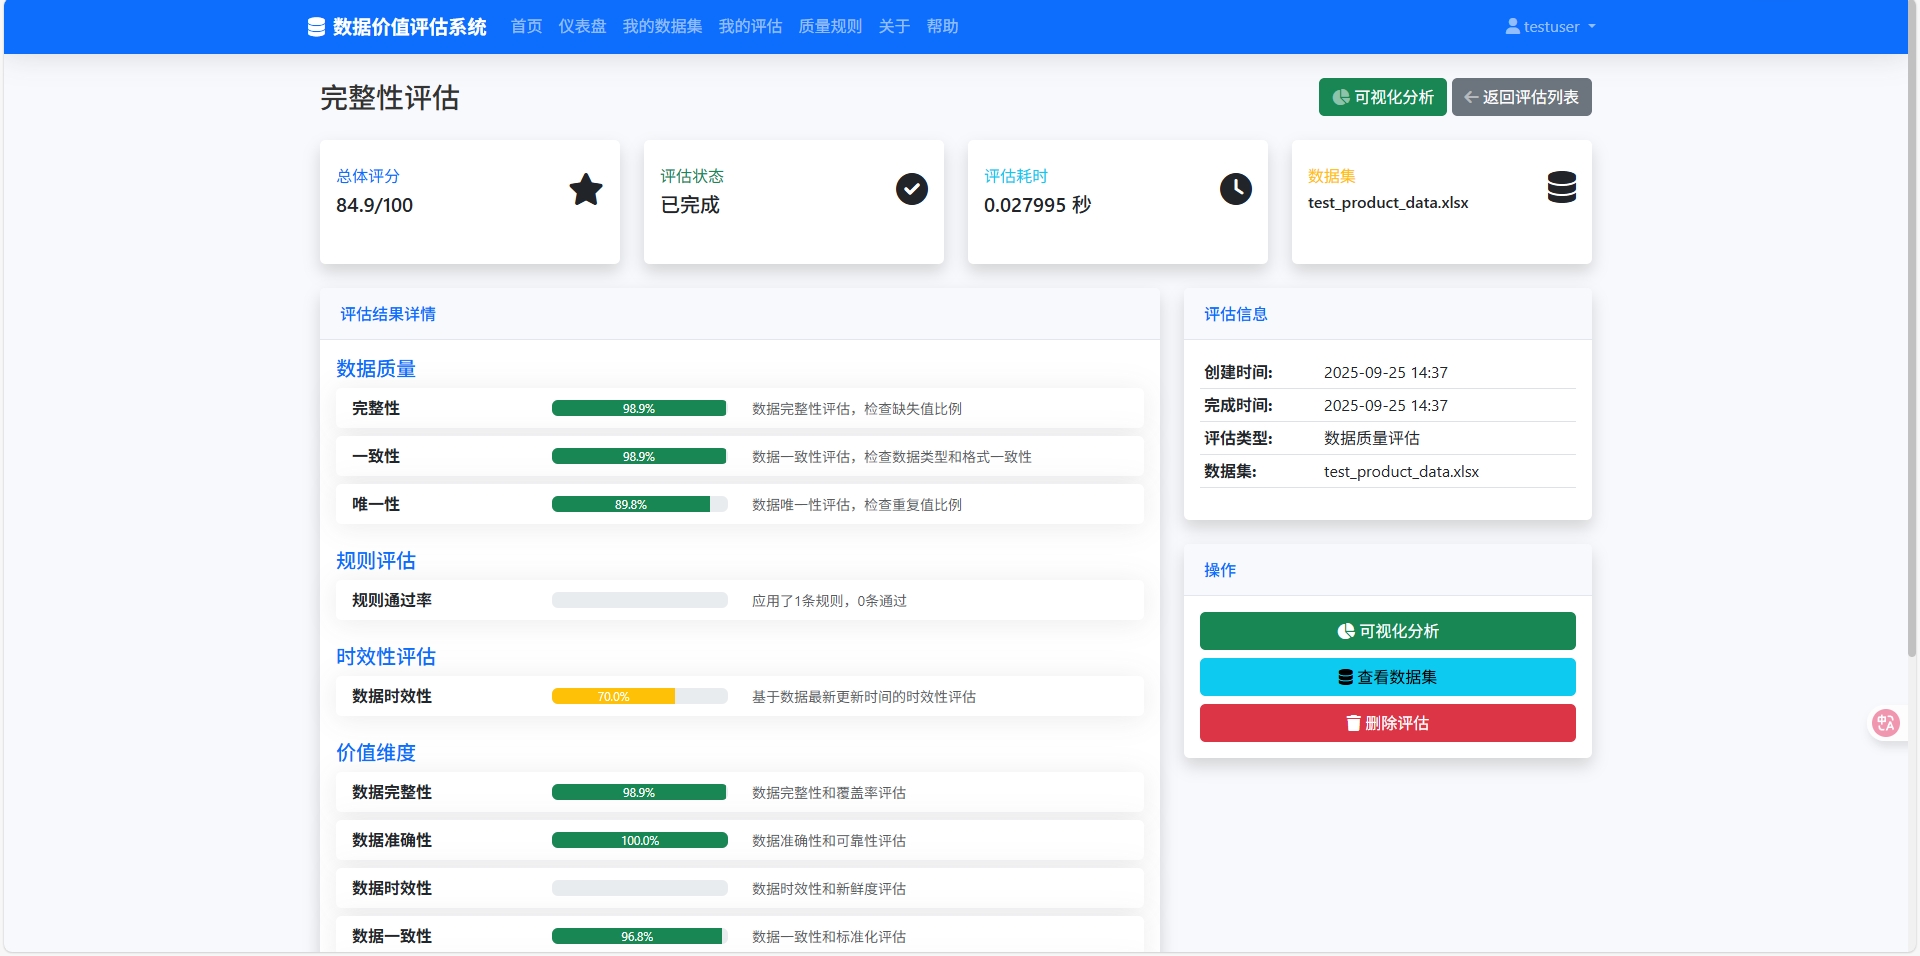 数据价值评估系统 首页 仪表盘 我的数据集 我的评估 质量规则 关于 帮助 testuser
完整性评估
可视化分析 返回评估列表
总体评分
84.9/100
评估状态
已完成
评估耗时
0.027995 秒
数据集
test_product_data.xlsx
评估结果详情
数据质量
完整性 98.9% 数据完整性评估，检查缺失值比例
一致性 98.9% 数据一致性评估，检查数据类型和格式一致性
唯一性 89.8% 数据唯一性评估，检查重复值比例
规则评估
规则通过率 应用了1条规则，0条通过
时效性评估
数据时效性 70.0% 基于数据最新更新时间的时效性评估
价值维度
数据完整性 98.9% 数据完整性和覆盖率评估
数据准确性 100.0% 数据准确性和可靠性评估
数据时效性 数据时效性和新鲜度评估
数据一致性 96.8% 数据一致性和标准化评估
评估信息
创建时间: 2025-09-25 14:37
完成时间: 2025-09-25 14:37
评估类型: 数据质量评估
数据集: test_product_data.xlsx
操作
可视化分析
查看数据集
删除评估
中A